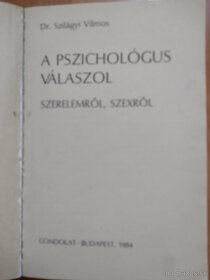 Dr. Szilágyi Vilmos
A PSZICHOLÓGUS
VÁLASZOL
SZERELEMRŐL, SZEXRŐL
GONDOLAT · BUDAPEST, 1984